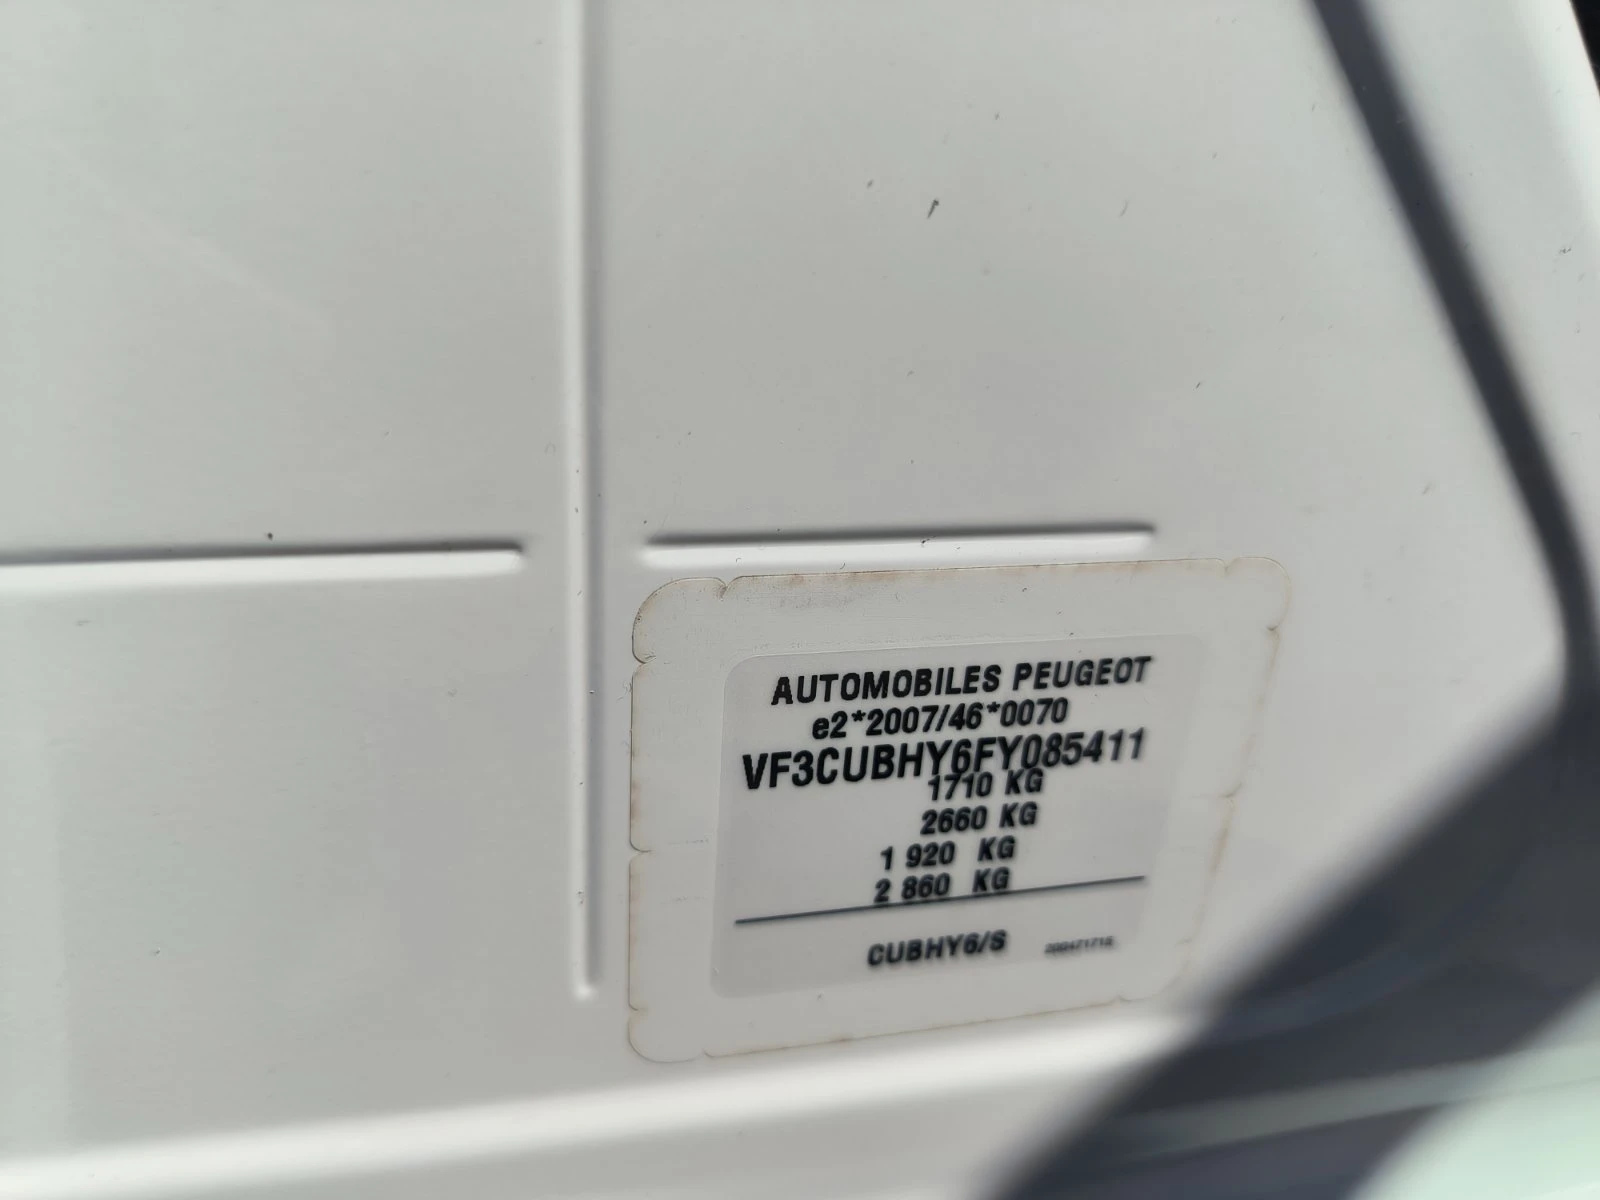 AUTOMOBILES PEUGEOT
e2*2007/46*0070
VF3CUBHY6FY085411
1710 KG
2660 KG
1 920 KG
2 860 KG
CUBHY6/S